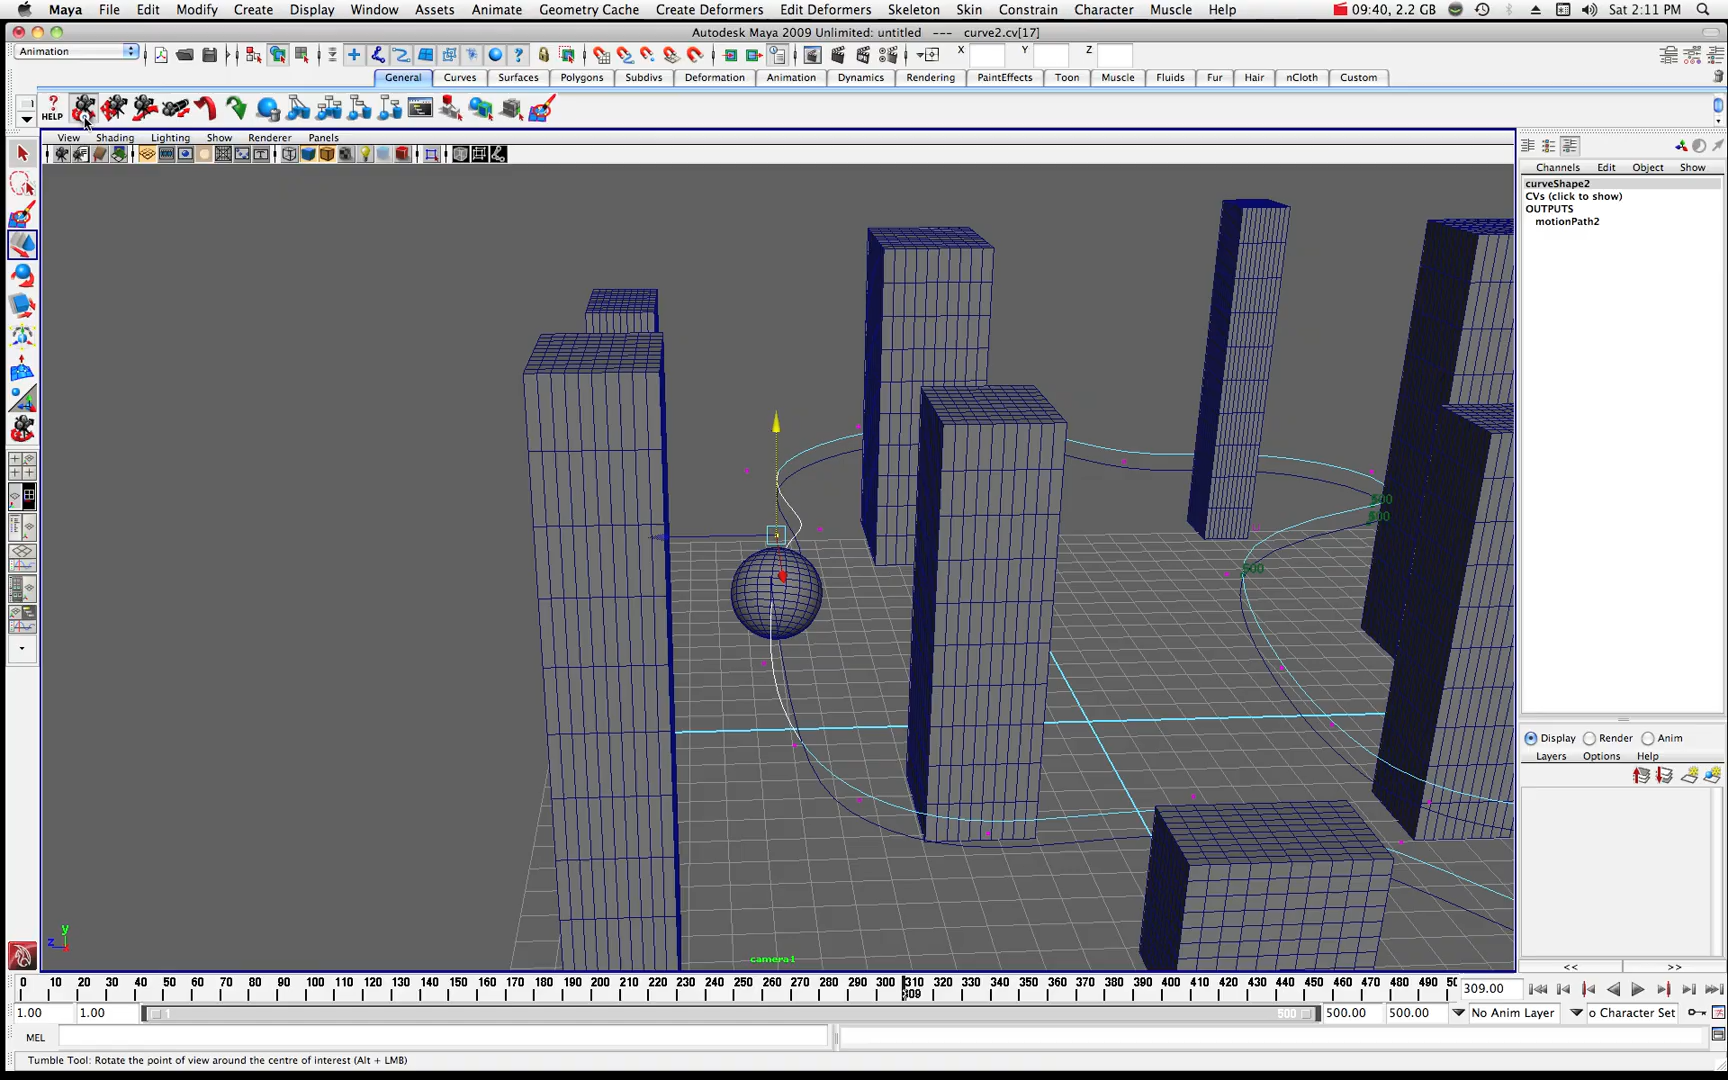 Maya File Edit Modify Create Display Window Assets Animate Geometry Cache Create Deformers Edit Deformers Skeleton Skin Constrain Character Muscle Help 09:40, 2.2 GB Sat 2:11 PM
Autodesk Maya 2009 Unlimited: untitled --- curve2.cv[17]
Animation X Y Z
General Curves Surfaces Polygons Subdivs Deformation Animation Dynamics Rendering PaintEffects Toon Muscle Fluids Fur Hair nCloth Custom
? HELP
View Shading Lighting Show Renderer Panels
Channels Edit Object Show
curveShape2
CVs (click to show)
OUTPUTS
motionPath2
500
500
500
Display Render Anim
Layers Options Help
y
z
camera1
<< >>
0 10 20 30 40 50 60 70 80 90 100 110 120 130 140 150 160 170 180 190 200 210 220 230 240 250 260 270 280 290 300 310 320 330 340 350 360 370 380 390 400 410 420 430 440 450 460 470 480 490 50 309.00
309
1.00 1.00 1 500 500.00 500.00 No Anim Layer o Character Set
MEL
Tumble Tool: Rotate the point of view around the centre of interest (Alt + LMB)